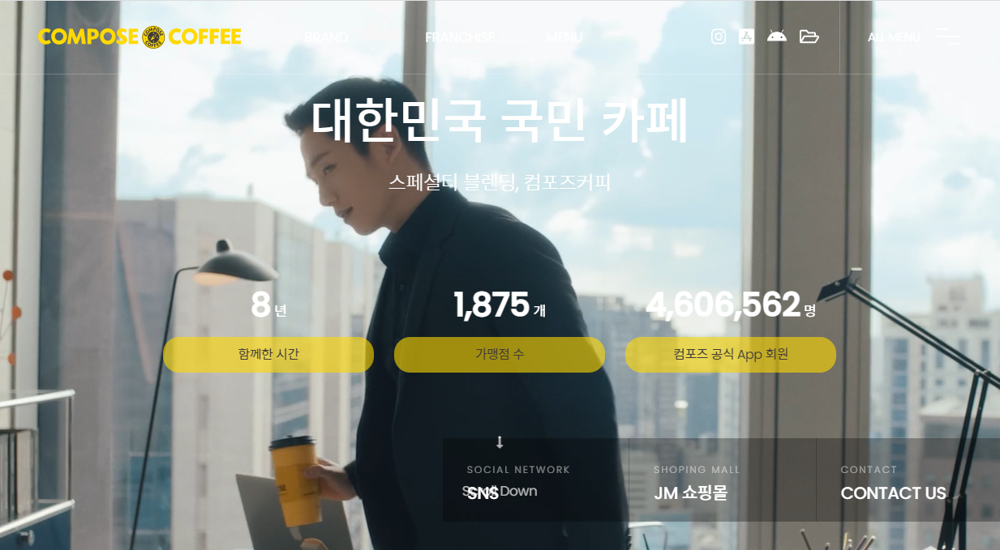 COMPOSE COFFEE
BRAND FRANCHISE MENU ALL MENU
대한민국 국민 카페
스페셜티 블렌딩, 컴포즈커피
8 년 1,875 개 4,606,562 명
함께한 시간 가맹점 수 컴포즈 공식 App 회원
SOCIAL NETWORK SHOPING MALL CONTACT
SNS JM 쇼핑몰 CONTACT US
Scroll Down